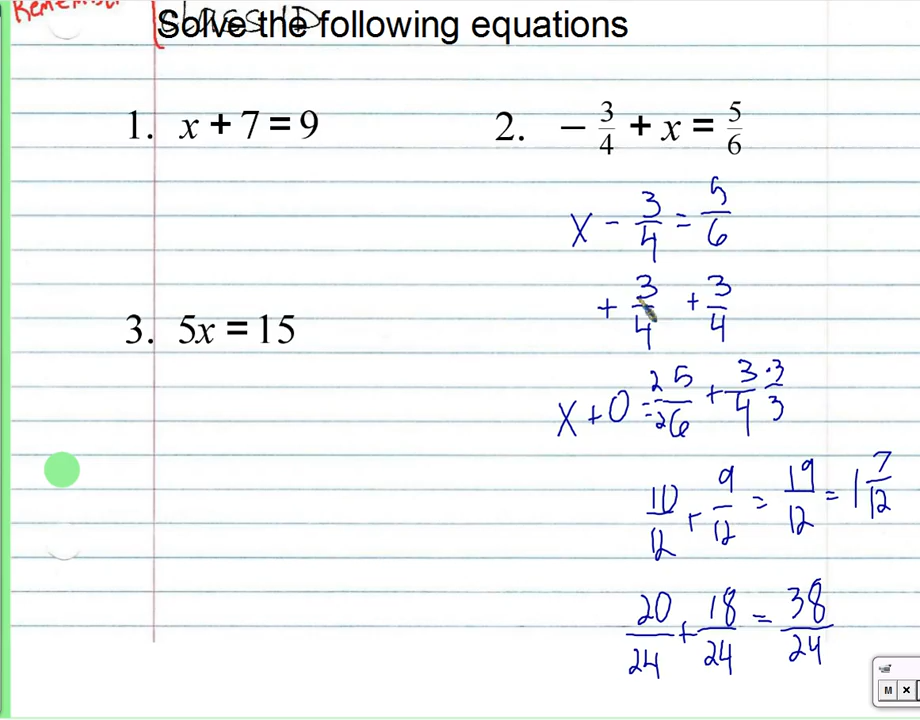 Remember
Solve the following equations
1. x + 7 = 9
2. − 3/4 + x = 5/6
x − 3/4 = 5/6
+ 3/4 + 3/4
3. 5x = 15
x + 0 = 2/2 5/6 + 3/4 · 3/3
10/12 + 9/12 = 19/12 = 1 7/12
20/24 + 18/24 = 38/24
M ×